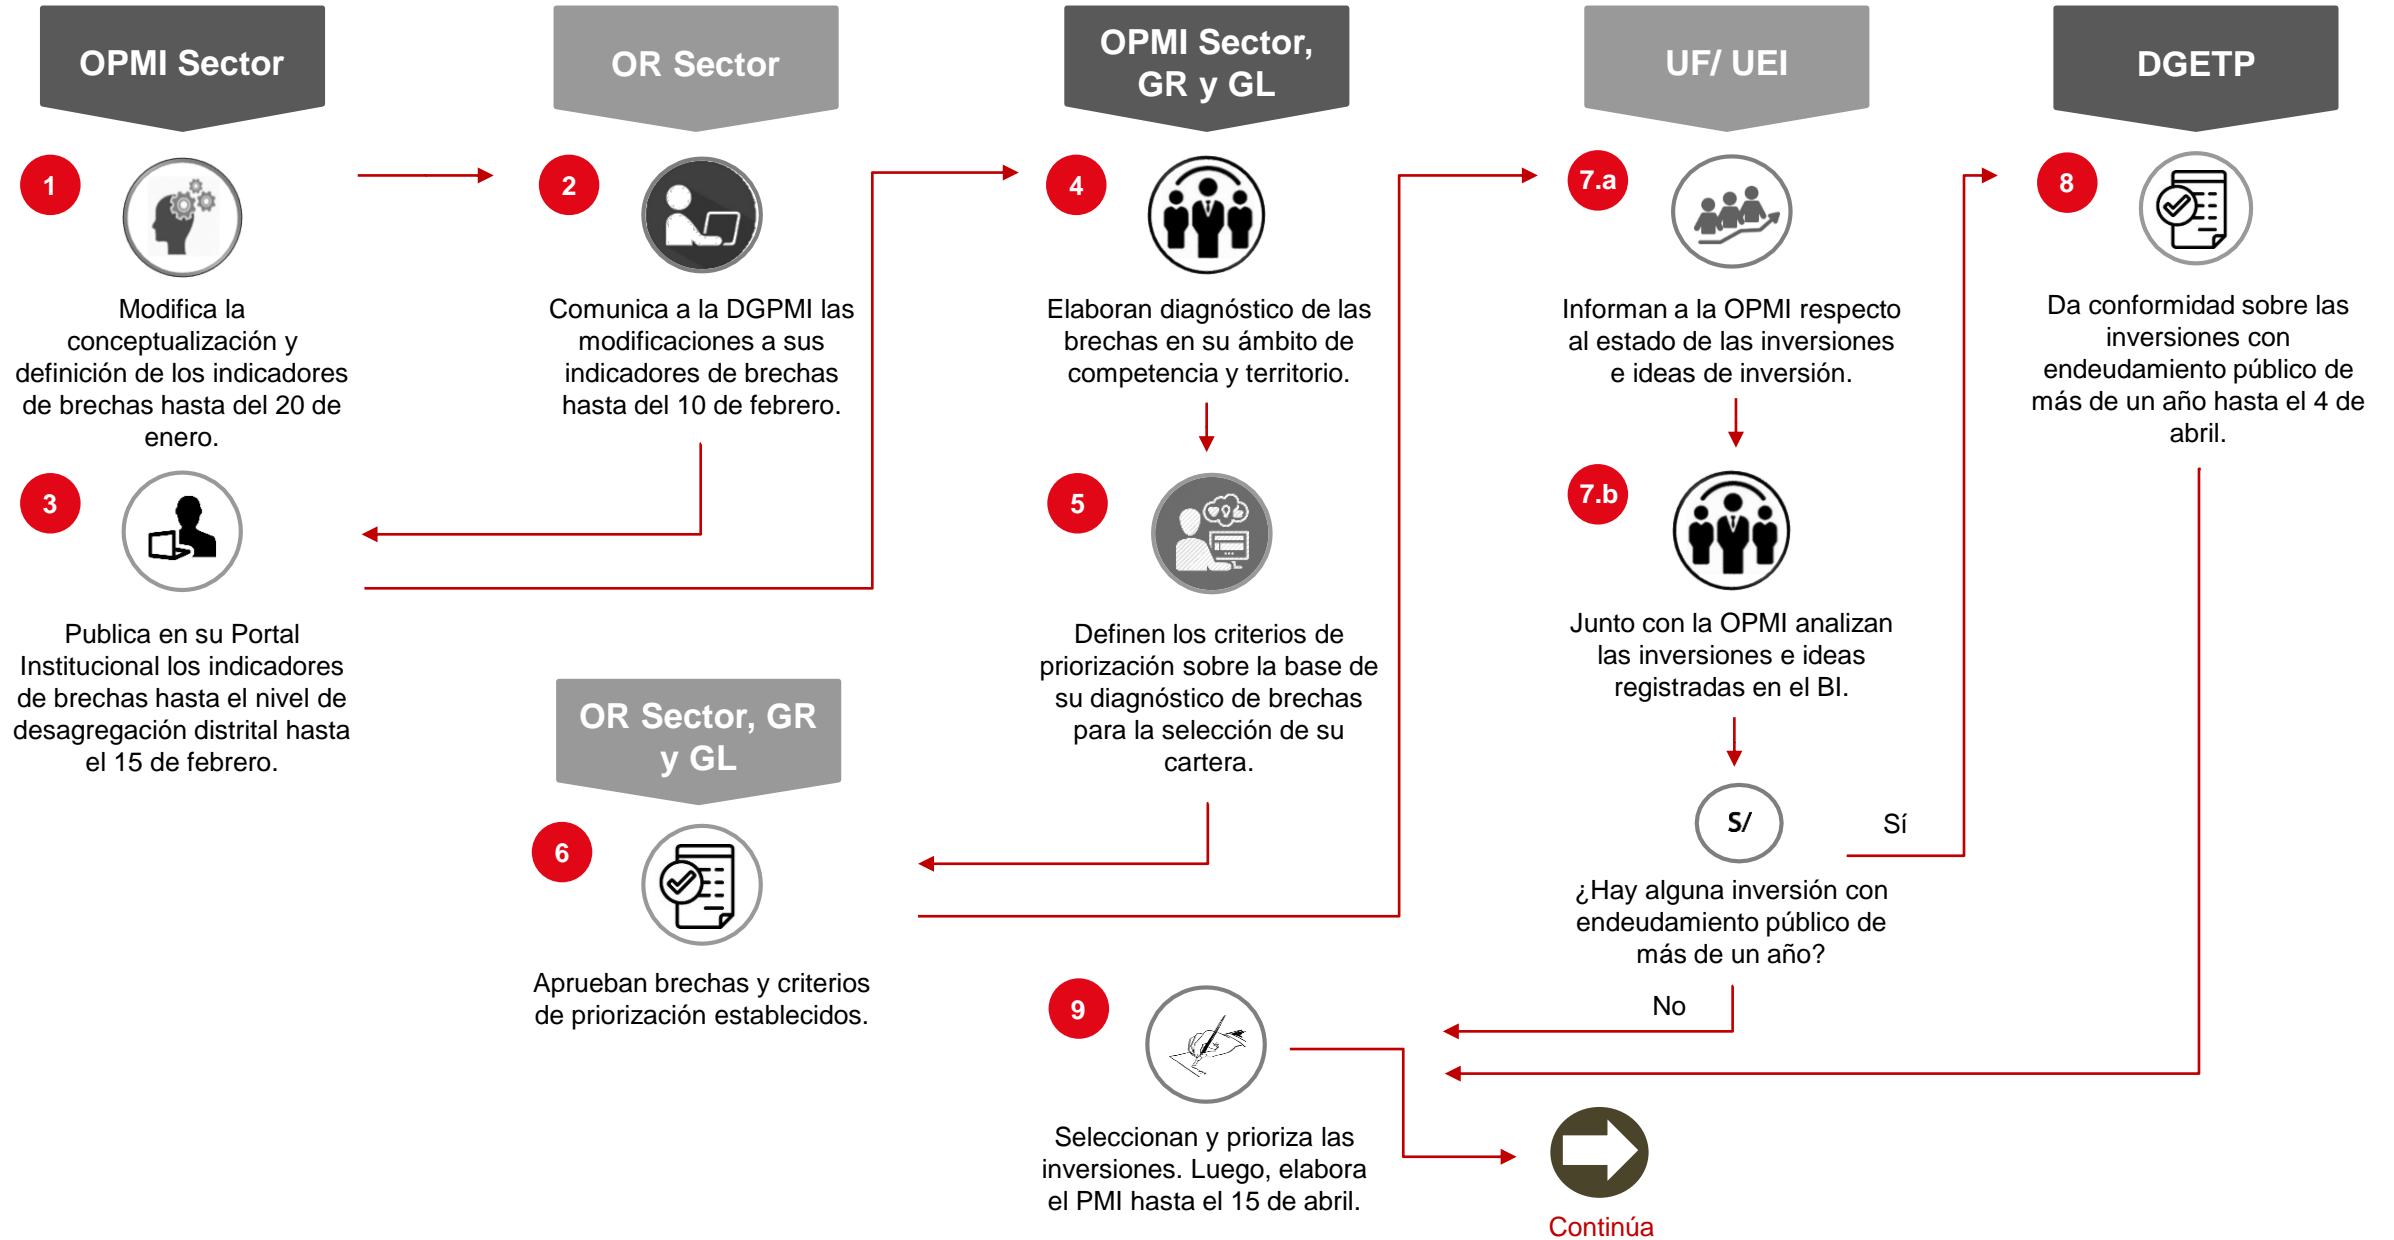 OPMI Sector
1
Modifica la
conceptualización y
definición de los indicadores
de brechas hasta del 20 de
enero.
3
Publica en su Portal
Institucional los indicadores
de brechas hasta el nivel de
desagregación distrital hasta
el 15 de febrero.
OR Sector
2
Comunica a la DGPMI las
modificaciones a sus
indicadores de brechas
hasta del 10 de febrero.
OR Sector, GR
y GL
6
Aprueban brechas y criterios
de priorización establecidos.
OPMI Sector,
GR y GL
4
Elaboran diagnóstico de las
brechas en su ámbito de
competencia y territorio.
5
Definen los criterios de
priorización sobre la base de
su diagnóstico de brechas
para la selección de su
cartera.
9
Seleccionan y prioriza las
inversiones. Luego, elabora
el PMI hasta el 15 de abril.
UF/ UEI
7.a
Informan a la OPMI respecto
al estado de las inversiones
e ideas de inversión.
7.b
Junto con la OPMI analizan
las inversiones e ideas
registradas en el BI.
S/
Sí
¿Hay alguna inversión con
endeudamiento público de
más de un año?
No
Continúa
DGETP
8
Da conformidad sobre las
inversiones con
endeudamiento público de
más de un año hasta el 4 de
abril.